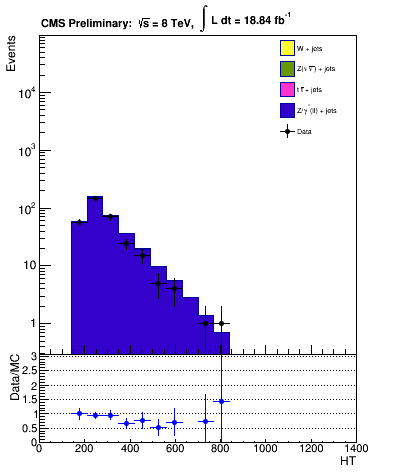 CMS Preliminary: √s = 8 TeV, ∫ L dt = 18.84 fb⁻¹
Events
10⁴
10³
10²
10
1
W + jets
Z(ν ν̅) + jets
t t̅ + jets
Z/γ*(ll) + jets
Data
Data/MC
3
2.5
2
1.5
1
0.5
0
0 200 400 600 800 1000 1200 1400
HT